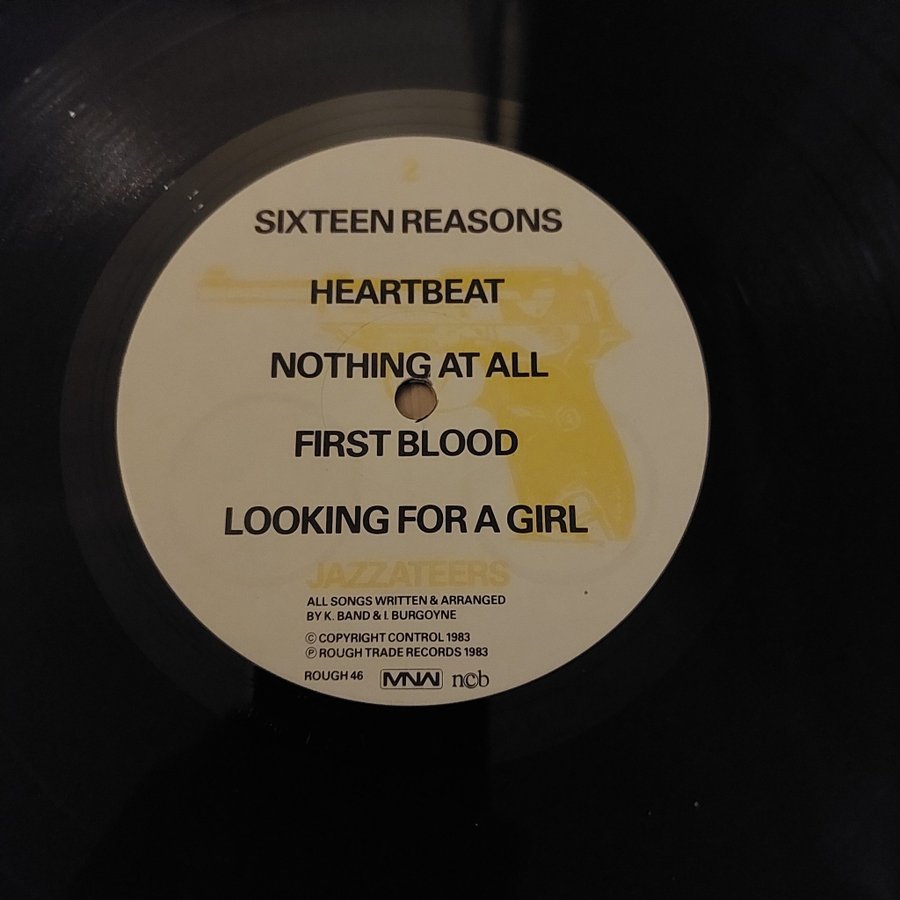 2
SIXTEEN REASONS
HEARTBEAT
NOTHING AT ALL
FIRST BLOOD
LOOKING FOR A GIRL
JAZZATEERS
ALL SONGS WRITTEN & ARRANGED
BY K. BAND & I. BURGOYNE
© COPYRIGHT CONTROL 1983
℗ ROUGH TRADE RECORDS 1983
ROUGH 46 MNW n©b